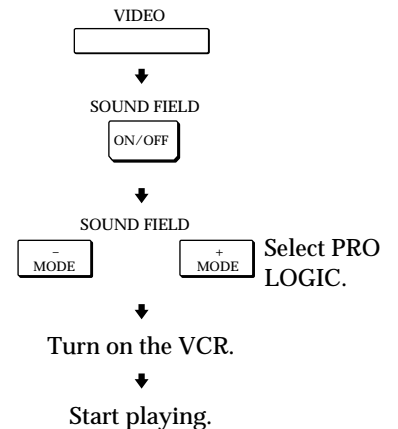 VIDEO
SOUND FIELD
ON/OFF
SOUND FIELD
–
MODE
+
MODE
Select PRO
LOGIC.
Turn on the VCR.
Start playing.